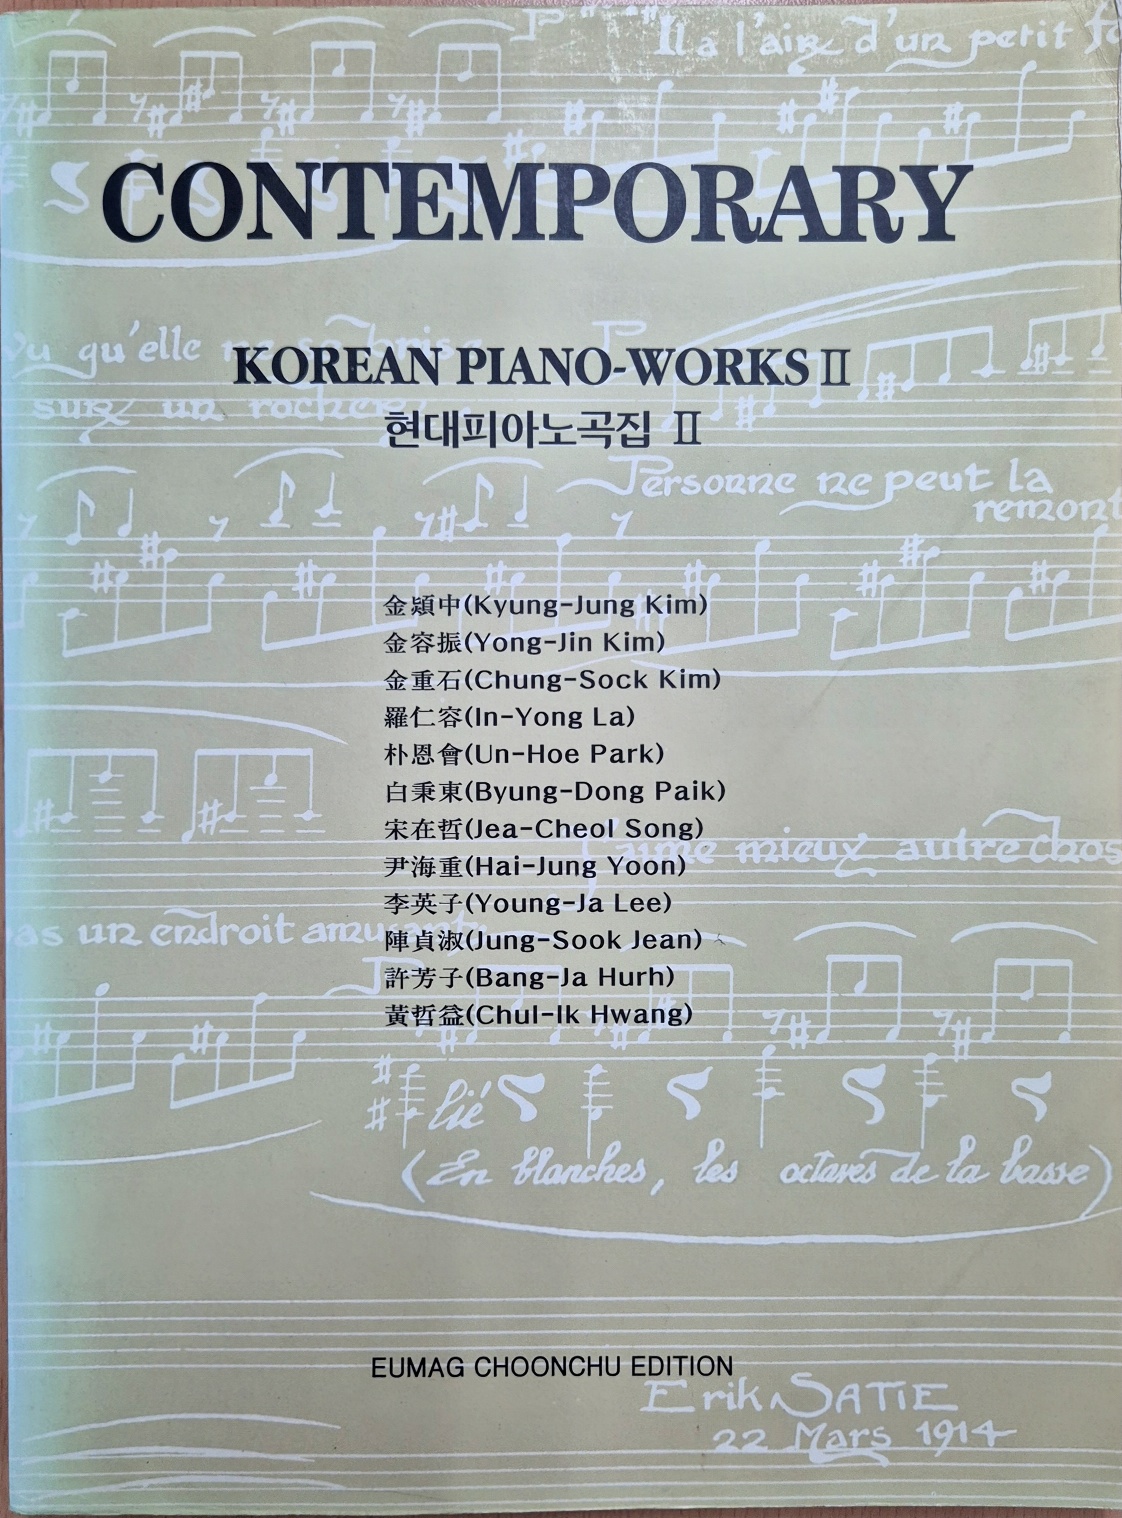 Il a l'air d'un petit
CONTEMPORARY
Vu qu'elle ne se brise
sur un rocher
KOREAN PIANO-WORKS Ⅱ
현대피아노곡집 Ⅱ
Personne ne peut la
remont
金潁中(Kyung-Jung Kim)
金容振(Yong-Jin Kim)
金重石(Chung-Sock Kim)
羅仁容(In-Yong La)
朴恩會(Un-Hoe Park)
白秉東(Byung-Dong Paik)
宋在哲(Jea-Cheol Song)
尹海重(Hai-Jung Yoon)
J'aime mieux autre chos
李英子(Young-Ja Lee)
pas un endroit amusant
陣貞淑(Jung-Sook Jean)
許芳子(Bang-Ja Hurh)
黃哲益(Chul-Ik Hwang)
lié
(En blanches, les octaves de la basse)
EUMAG CHOONCHU EDITION
Erik SATIE
22 Mars 1914